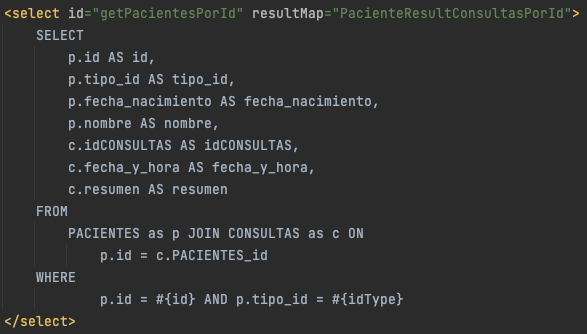 <select id="getPacientesPorId" resultMap="PacienteResultConsultasPorId">
SELECT
p.id AS id,
p.tipo_id AS tipo_id,
p.fecha_nacimiento AS fecha_nacimiento,
p.nombre AS nombre,
c.idCONSULTAS AS idCONSULTAS,
c.fecha_y_hora AS fecha_y_hora,
c.resumen AS resumen
FROM
PACIENTES as p JOIN CONSULTAS as c ON
p.id = c.PACIENTES_id
WHERE
p.id = #{id} AND p.tipo_id = #{idType}
</select>